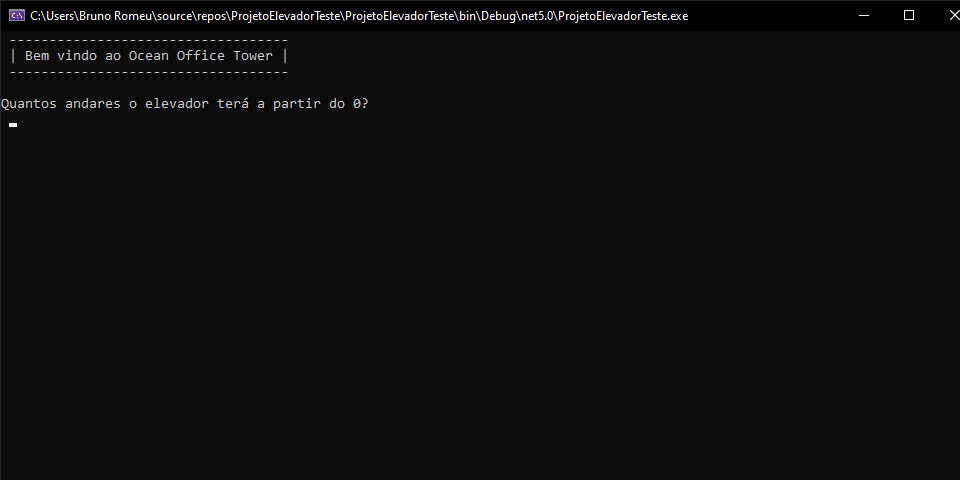 C:\Users\Bruno Romeu\source\repos\ProjetoElevadorTeste\ProjetoElevadorTeste\bin\Debug\net5.0\ProjetoElevadorTeste.exe
-----------------------------------
| Bem vindo ao Ocean Office Tower |
-----------------------------------
Quantos andares o elevador terá a partir do 0?